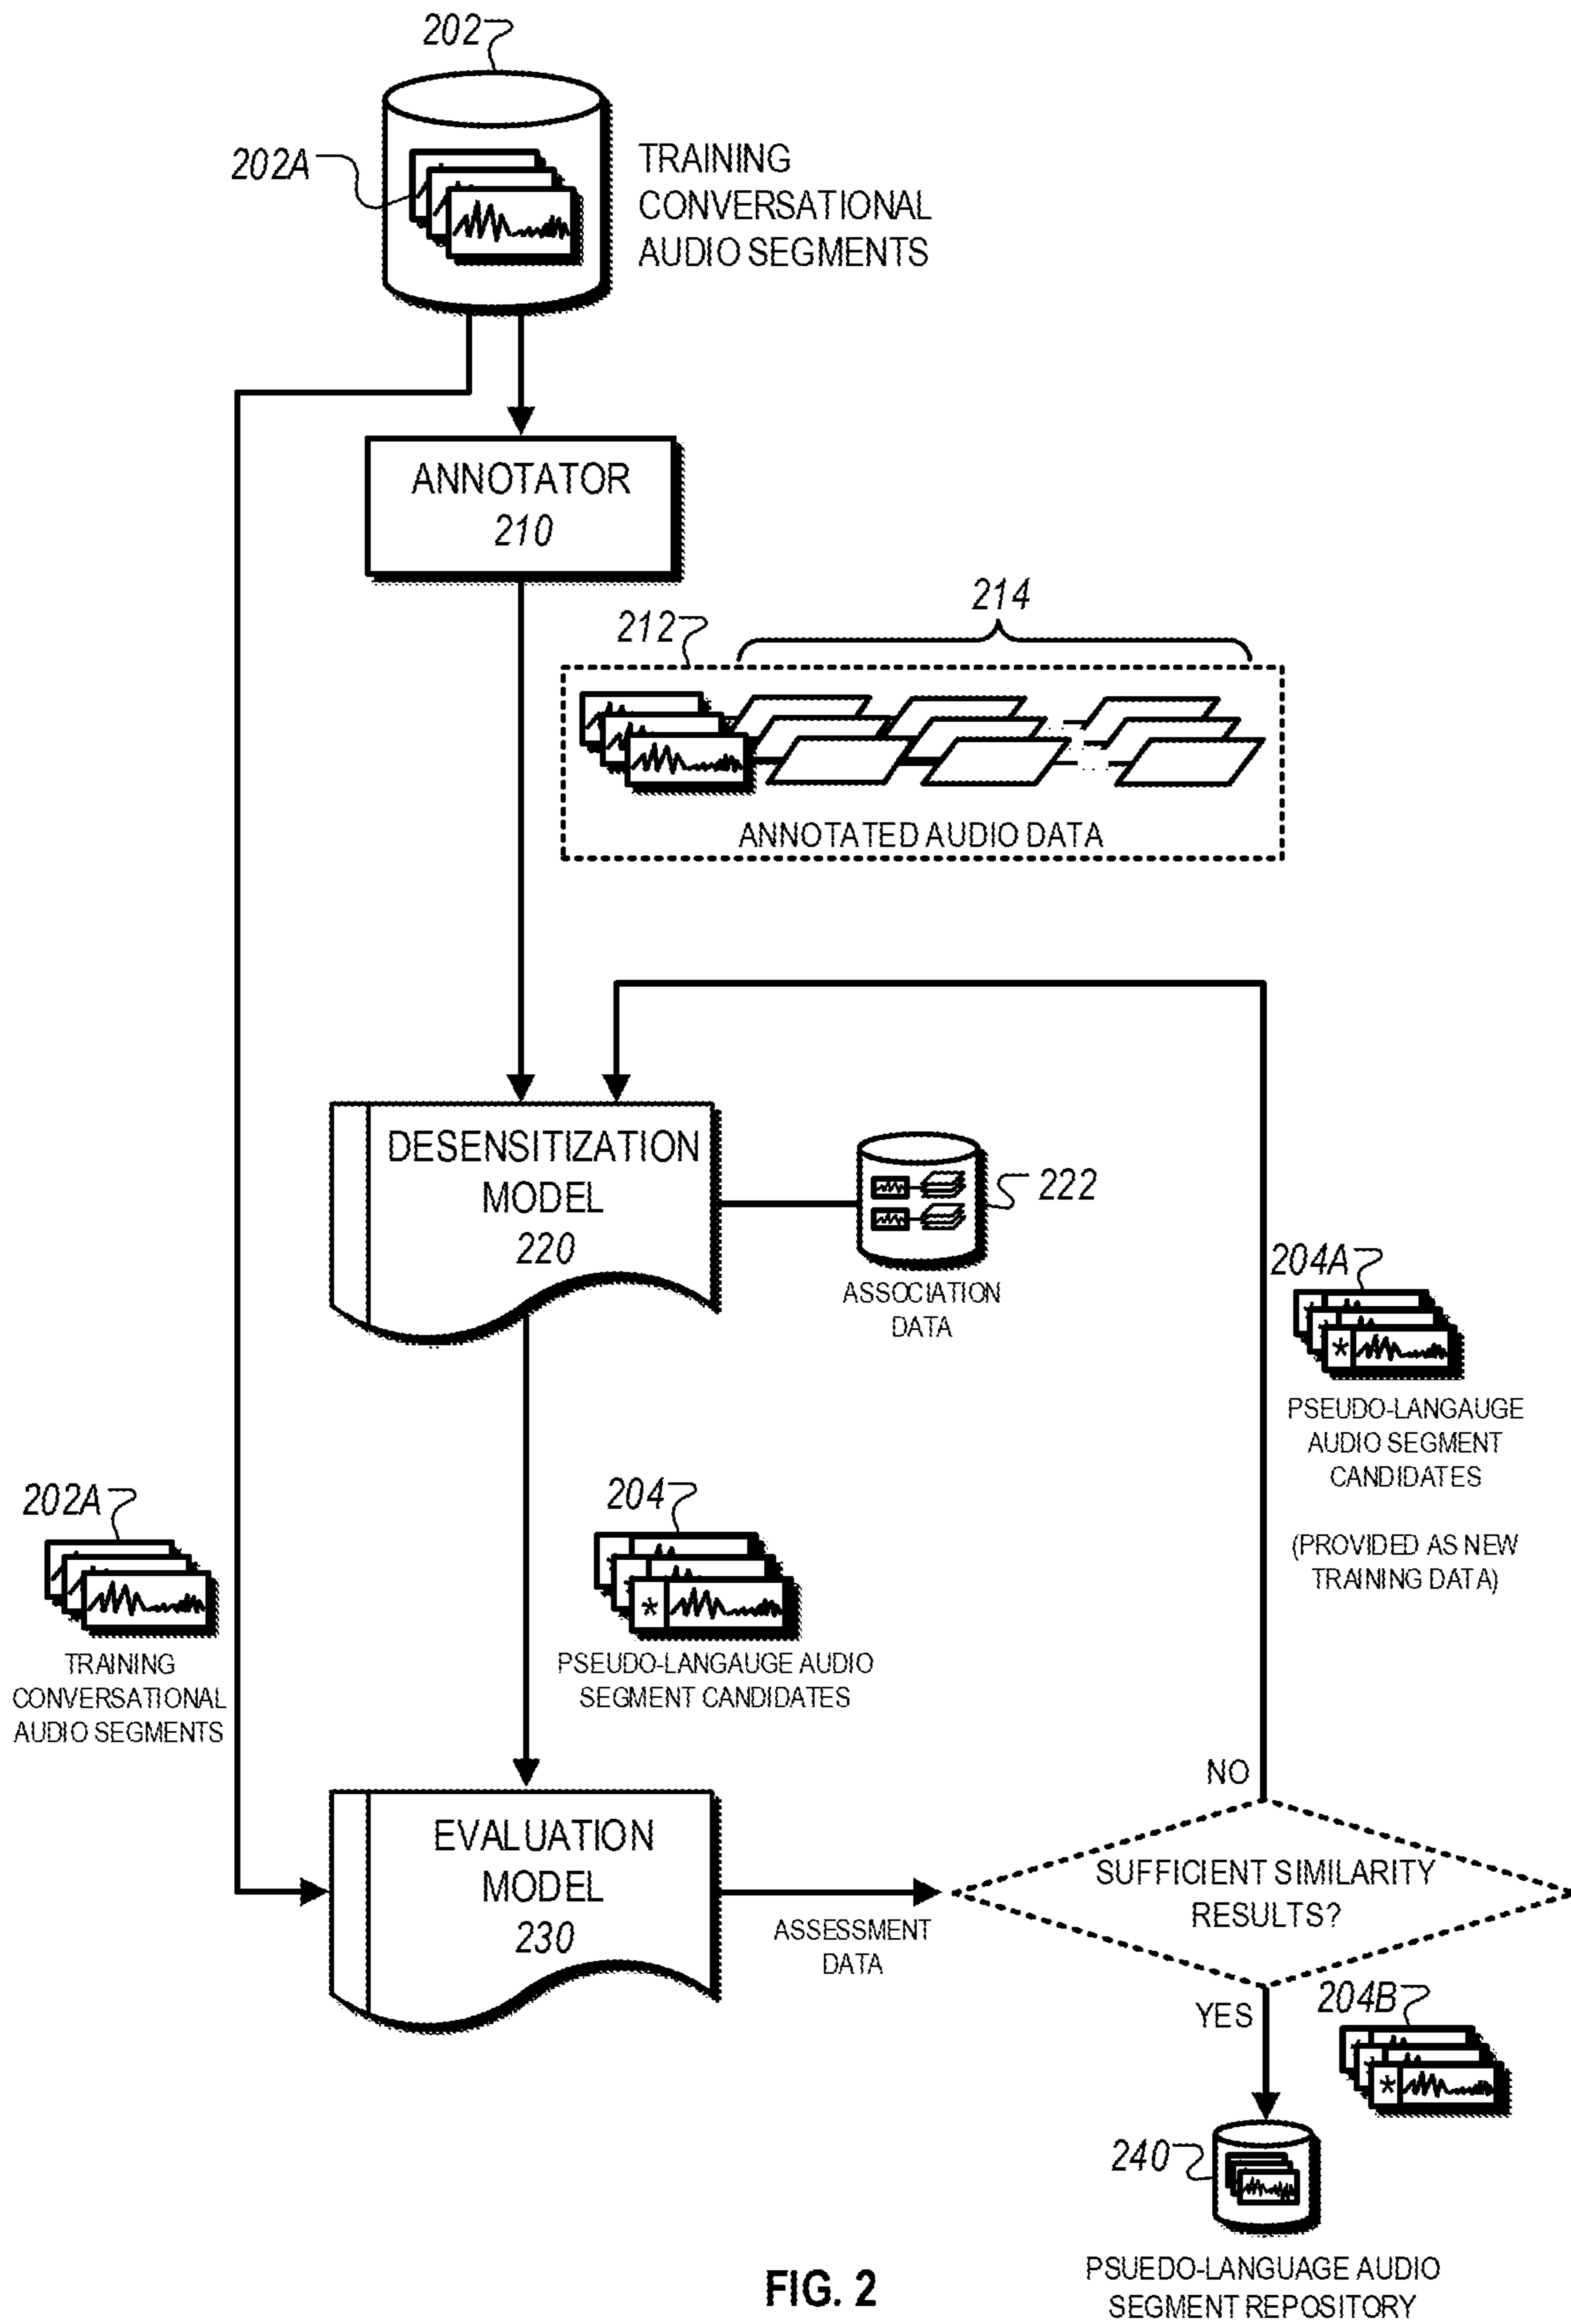 202
202A
TRAINING
CONVERSATIONAL
AUDIO SEGMENTS
ANNOTATOR
210
214
212
ANNOTATED AUDIO DATA
DESENSITIZATION
MODEL
220
222
ASSOCIATION
DATA
204A
PSEUDO-LANGAUGE
AUDIO SEGMENT
CANDIDATES
(PROVIDED AS NEW
TRAINING DATA)
202A
TRAINING
CONVERSATIONAL
AUDIO SEGMENTS
204
*
PSEUDO-LANGAUGE AUDIO
SEGMENT CANDIDATES
NO
EVALUATION
MODEL
230
ASSESSMENT
DATA
SUFFICIENT SIMILARITY
RESULTS?
YES
204B
*
240
PSUEDO-LANGUAGE AUDIO
SEGMENT REPOSITORY
FIG. 2